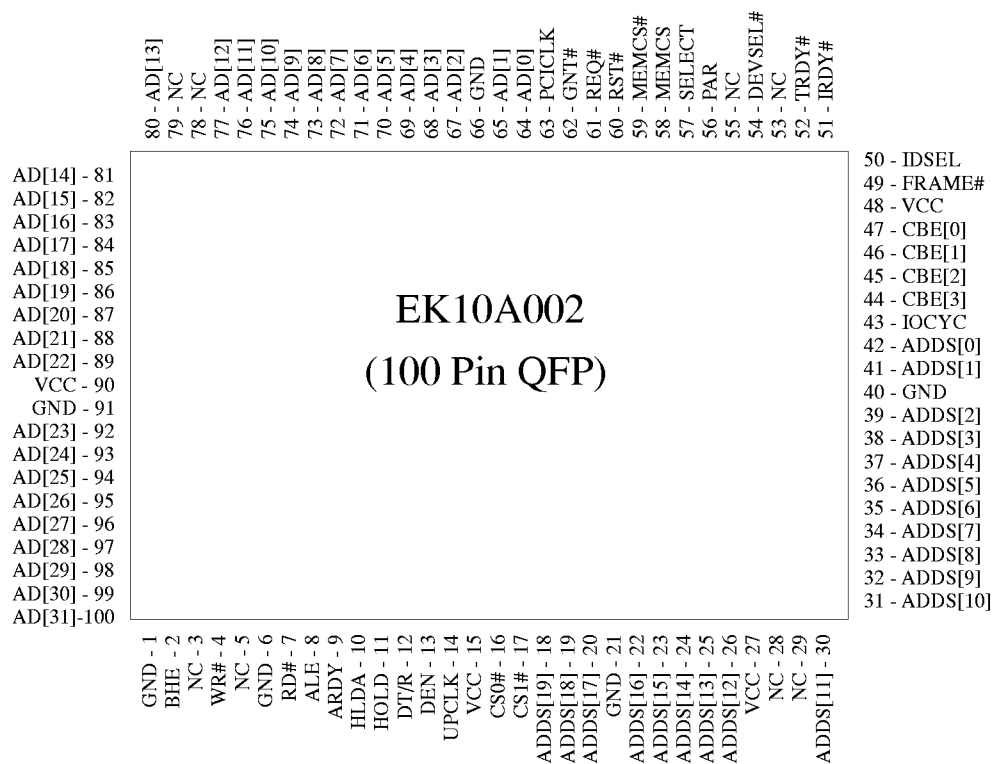 80 - AD[13]
79 - NC
78 - NC
77 - AD[12]
76 - AD[11]
75 - AD[10]
74 - AD[9]
73 - AD[8]
72 - AD[7]
71 - AD[6]
70 - AD[5]
69 - AD[4]
68 - AD[3]
67 - AD[2]
66 - GND
65 - AD[1]
64 - AD[0]
63 - PCICLK
62 - GNT#
61 - REQ#
60 - RST#
59 - MEMCS#
58 - MEMCS
57 - SELECT
56 - PAR
55 - NC
54 - DEVSEL#
53 - NC
52 - TRDY#
51 - IRDY#
AD[14] - 81
AD[15] - 82
AD[16] - 83
AD[17] - 84
AD[18] - 85
AD[19] - 86
AD[20] - 87
AD[21] - 88
AD[22] - 89
VCC - 90
GND - 91
AD[23] - 92
AD[24] - 93
AD[25] - 94
AD[26] - 95
AD[27] - 96
AD[28] - 97
AD[29] - 98
AD[30] - 99
AD[31]-100
EK10A002
(100 Pin QFP)
50 - IDSEL
49 - FRAME#
48 - VCC
47 - CBE[0]
46 - CBE[1]
45 - CBE[2]
44 - CBE[3]
43 - IOCYC
42 - ADDS[0]
41 - ADDS[1]
40 - GND
39 - ADDS[2]
38 - ADDS[3]
37 - ADDS[4]
36 - ADDS[5]
35 - ADDS[6]
34 - ADDS[7]
33 - ADDS[8]
32 - ADDS[9]
31 - ADDS[10]
GND - 1
BHE - 2
NC - 3
WR# - 4
NC - 5
GND - 6
RD# - 7
ALE - 8
ARDY - 9
HLDA - 10
HOLD - 11
DT/R - 12
DEN - 13
UPCLK - 14
VCC - 15
CS0# - 16
CS1# - 17
ADDS[19] - 18
ADDS[18] - 19
ADDS[17] - 20
GND - 21
ADDS[16] - 22
ADDS[15] - 23
ADDS[14] - 24
ADDS[13] - 25
ADDS[12] - 26
VCC - 27
NC - 28
NC - 29
ADDS[11] - 30